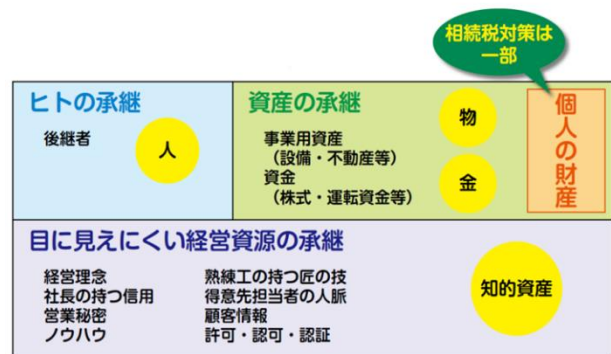 相続税対策は
一部
ヒトの承継
後継者
人
資産の承継
事業用資産
（設備・不動産等）
資金
（株式・運転資金等）
物
金
個人の財産
目に見えにくい経営資源の承継
経営理念
社長の持つ信用
営業秘密
ノウハウ
熟練工の持つ匠の技
得意先担当者の人脈
顧客情報
許可・認可・認証
知的資産